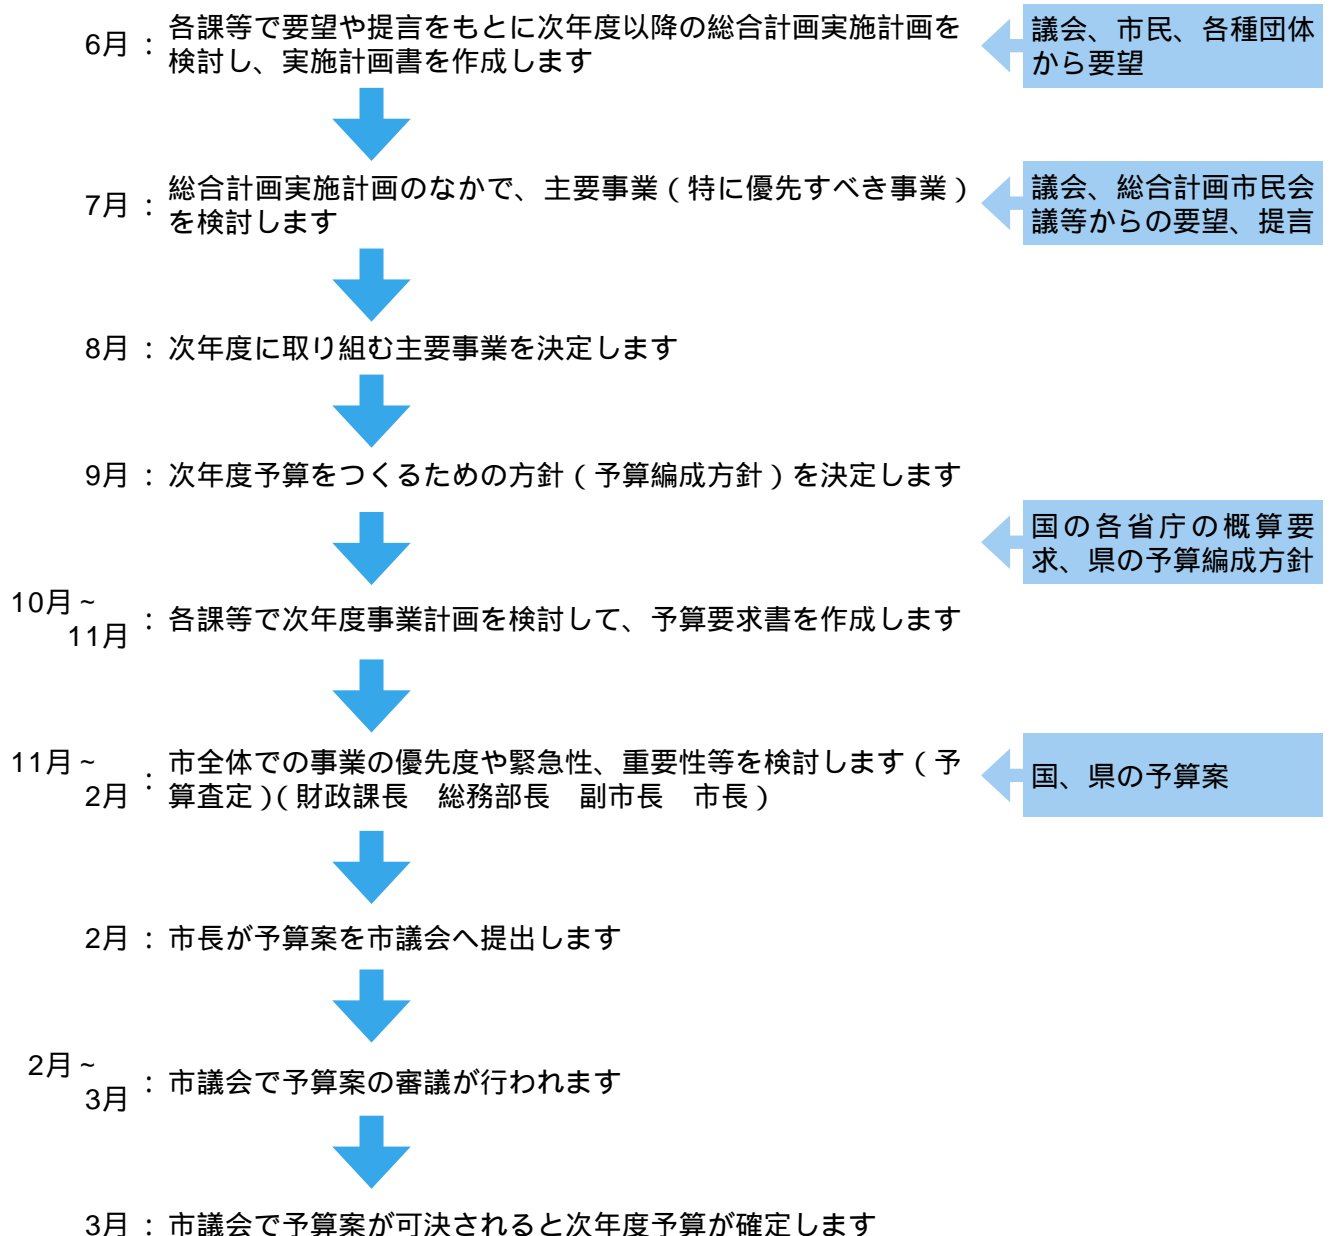 6月 : 各課等で要望や提言をもとに次年度以降の総合計画実施計画を
検討し、実施計画書を作成します
議会、市民、各種団体
から要望
7月 : 総合計画実施計画のなかで、主要事業(特に優先すべき事業)
を検討します
議会、総合計画市民会
議等からの要望、提言
8月 : 次年度に取り組む主要事業を決定します
9月 : 次年度予算をつくるための方針(予算編成方針)を決定します
国の各省庁の概算要
求、県の予算編成方針
10月~
11月 : 各課等で次年度事業計画を検討して、予算要求書を作成します
11月~
2月 : 市全体での事業の優先度や緊急性、重要性等を検討します(予
算査定)(財政課長 総務部長 副市長 市長)
国、県の予算案
2月 : 市長が予算案を市議会へ提出します
2月~
3月 : 市議会で予算案の審議が行われます
3月 : 市議会で予算案が可決されると次年度予算が確定します